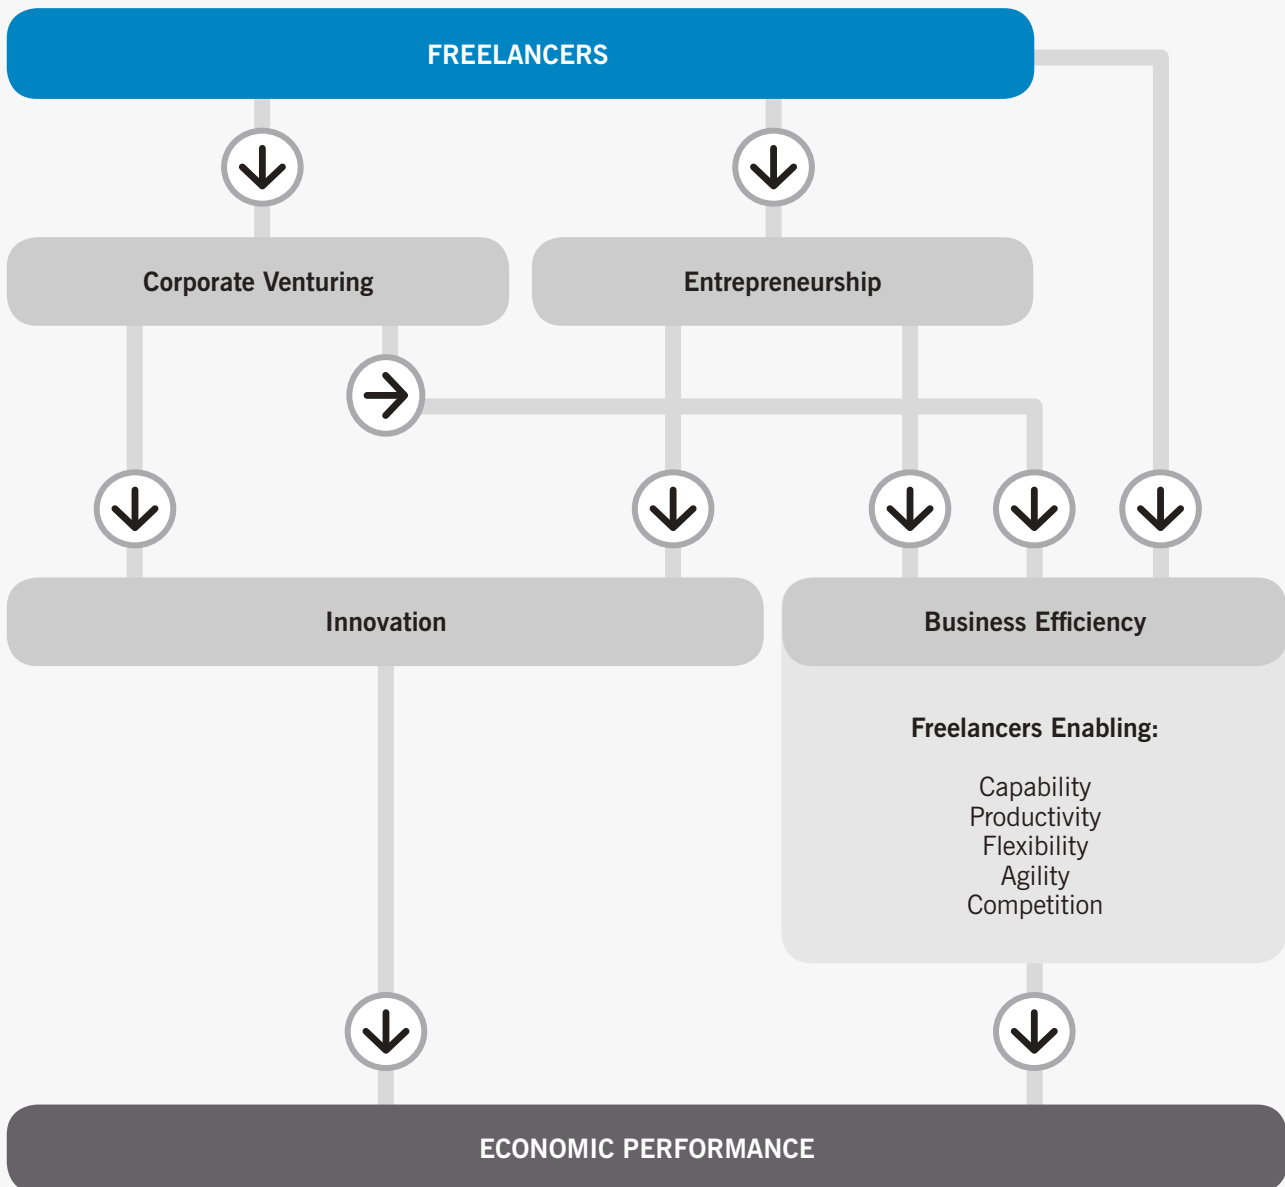 FREELANCERS
Corporate Venturing
Entrepreneurship
Innovation
Business Efficiency
Freelancers Enabling:
Capability
Productivity
Flexibility
Agility
Competition
ECONOMIC PERFORMANCE